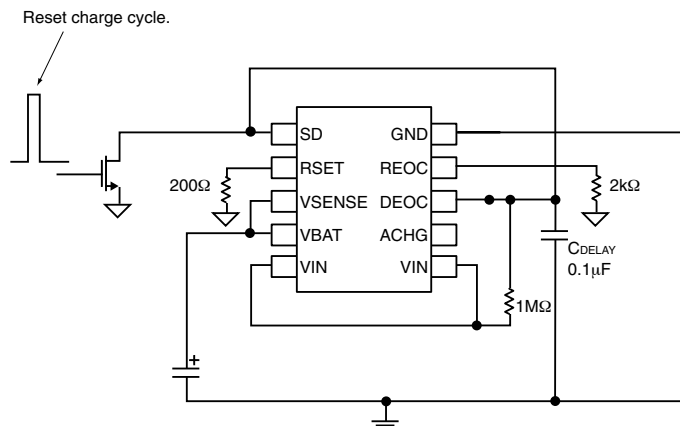 Reset charge cycle.
SD
GND
RSET
REOC
200Ω
2kΩ
VSENSE
DEOC
VBAT
ACHG
CDELAY
0.1μF
VIN
VIN
1MΩ
+